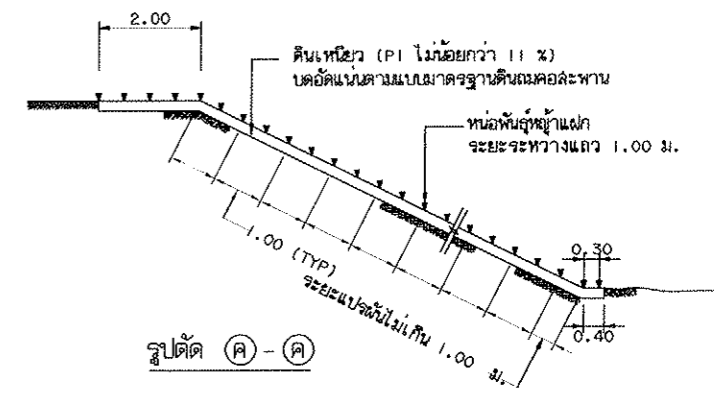 2.00
ดินเหนียว (PI ไม่น้อยกว่า 11 %)
บดอัดแน่นตามแบบมาตรฐานดินถมคอสะพาน
หน่อพันธุ์หญ้าแฝก
ระยะระหว่างแถว 1.00 ม.
1.00 (TYP)
ระยะแปรผันไม่เกิน 1.00 ม.
0.30
0.40
รูปตัด ค - ค